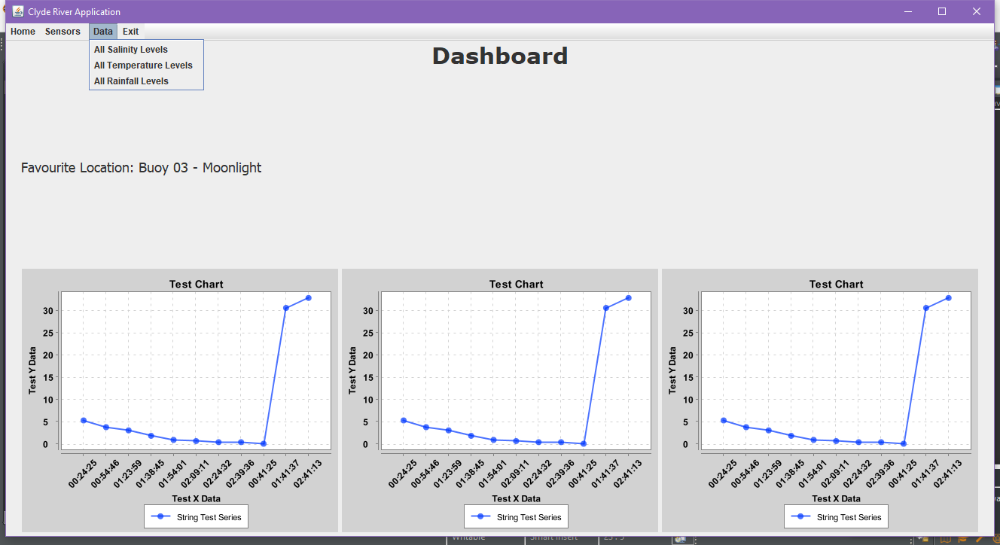 Clyde River Application
Home Sensors Data Exit
All Salinity Levels
All Temperature Levels
All Rainfall Levels
Dashboard
Favourite Location: Buoy 03 - Moonlight
Test Chart
Test Y Data
30
25
20
15
10
5
0
00:24:25 00:54:46 01:23:59 01:38:45 01:54:01 02:09:11 02:24:32 02:39:36 00:41:25 01:41:37 02:41:13
Test X Data
String Test Series
Test Chart
Test Y Data
30
25
20
15
10
5
0
00:24:25 00:54:46 01:23:59 01:38:45 01:54:01 02:09:11 02:24:32 02:39:36 00:41:25 01:41:37 02:41:13
Test X Data
String Test Series
Test Chart
Test Y Data
30
25
20
15
10
5
0
00:24:25 00:54:46 01:23:59 01:38:45 01:54:01 02:09:11 02:24:32 02:39:36 00:41:25 01:41:37 02:41:13
Test X Data
String Test Series
Writable Smart Insert